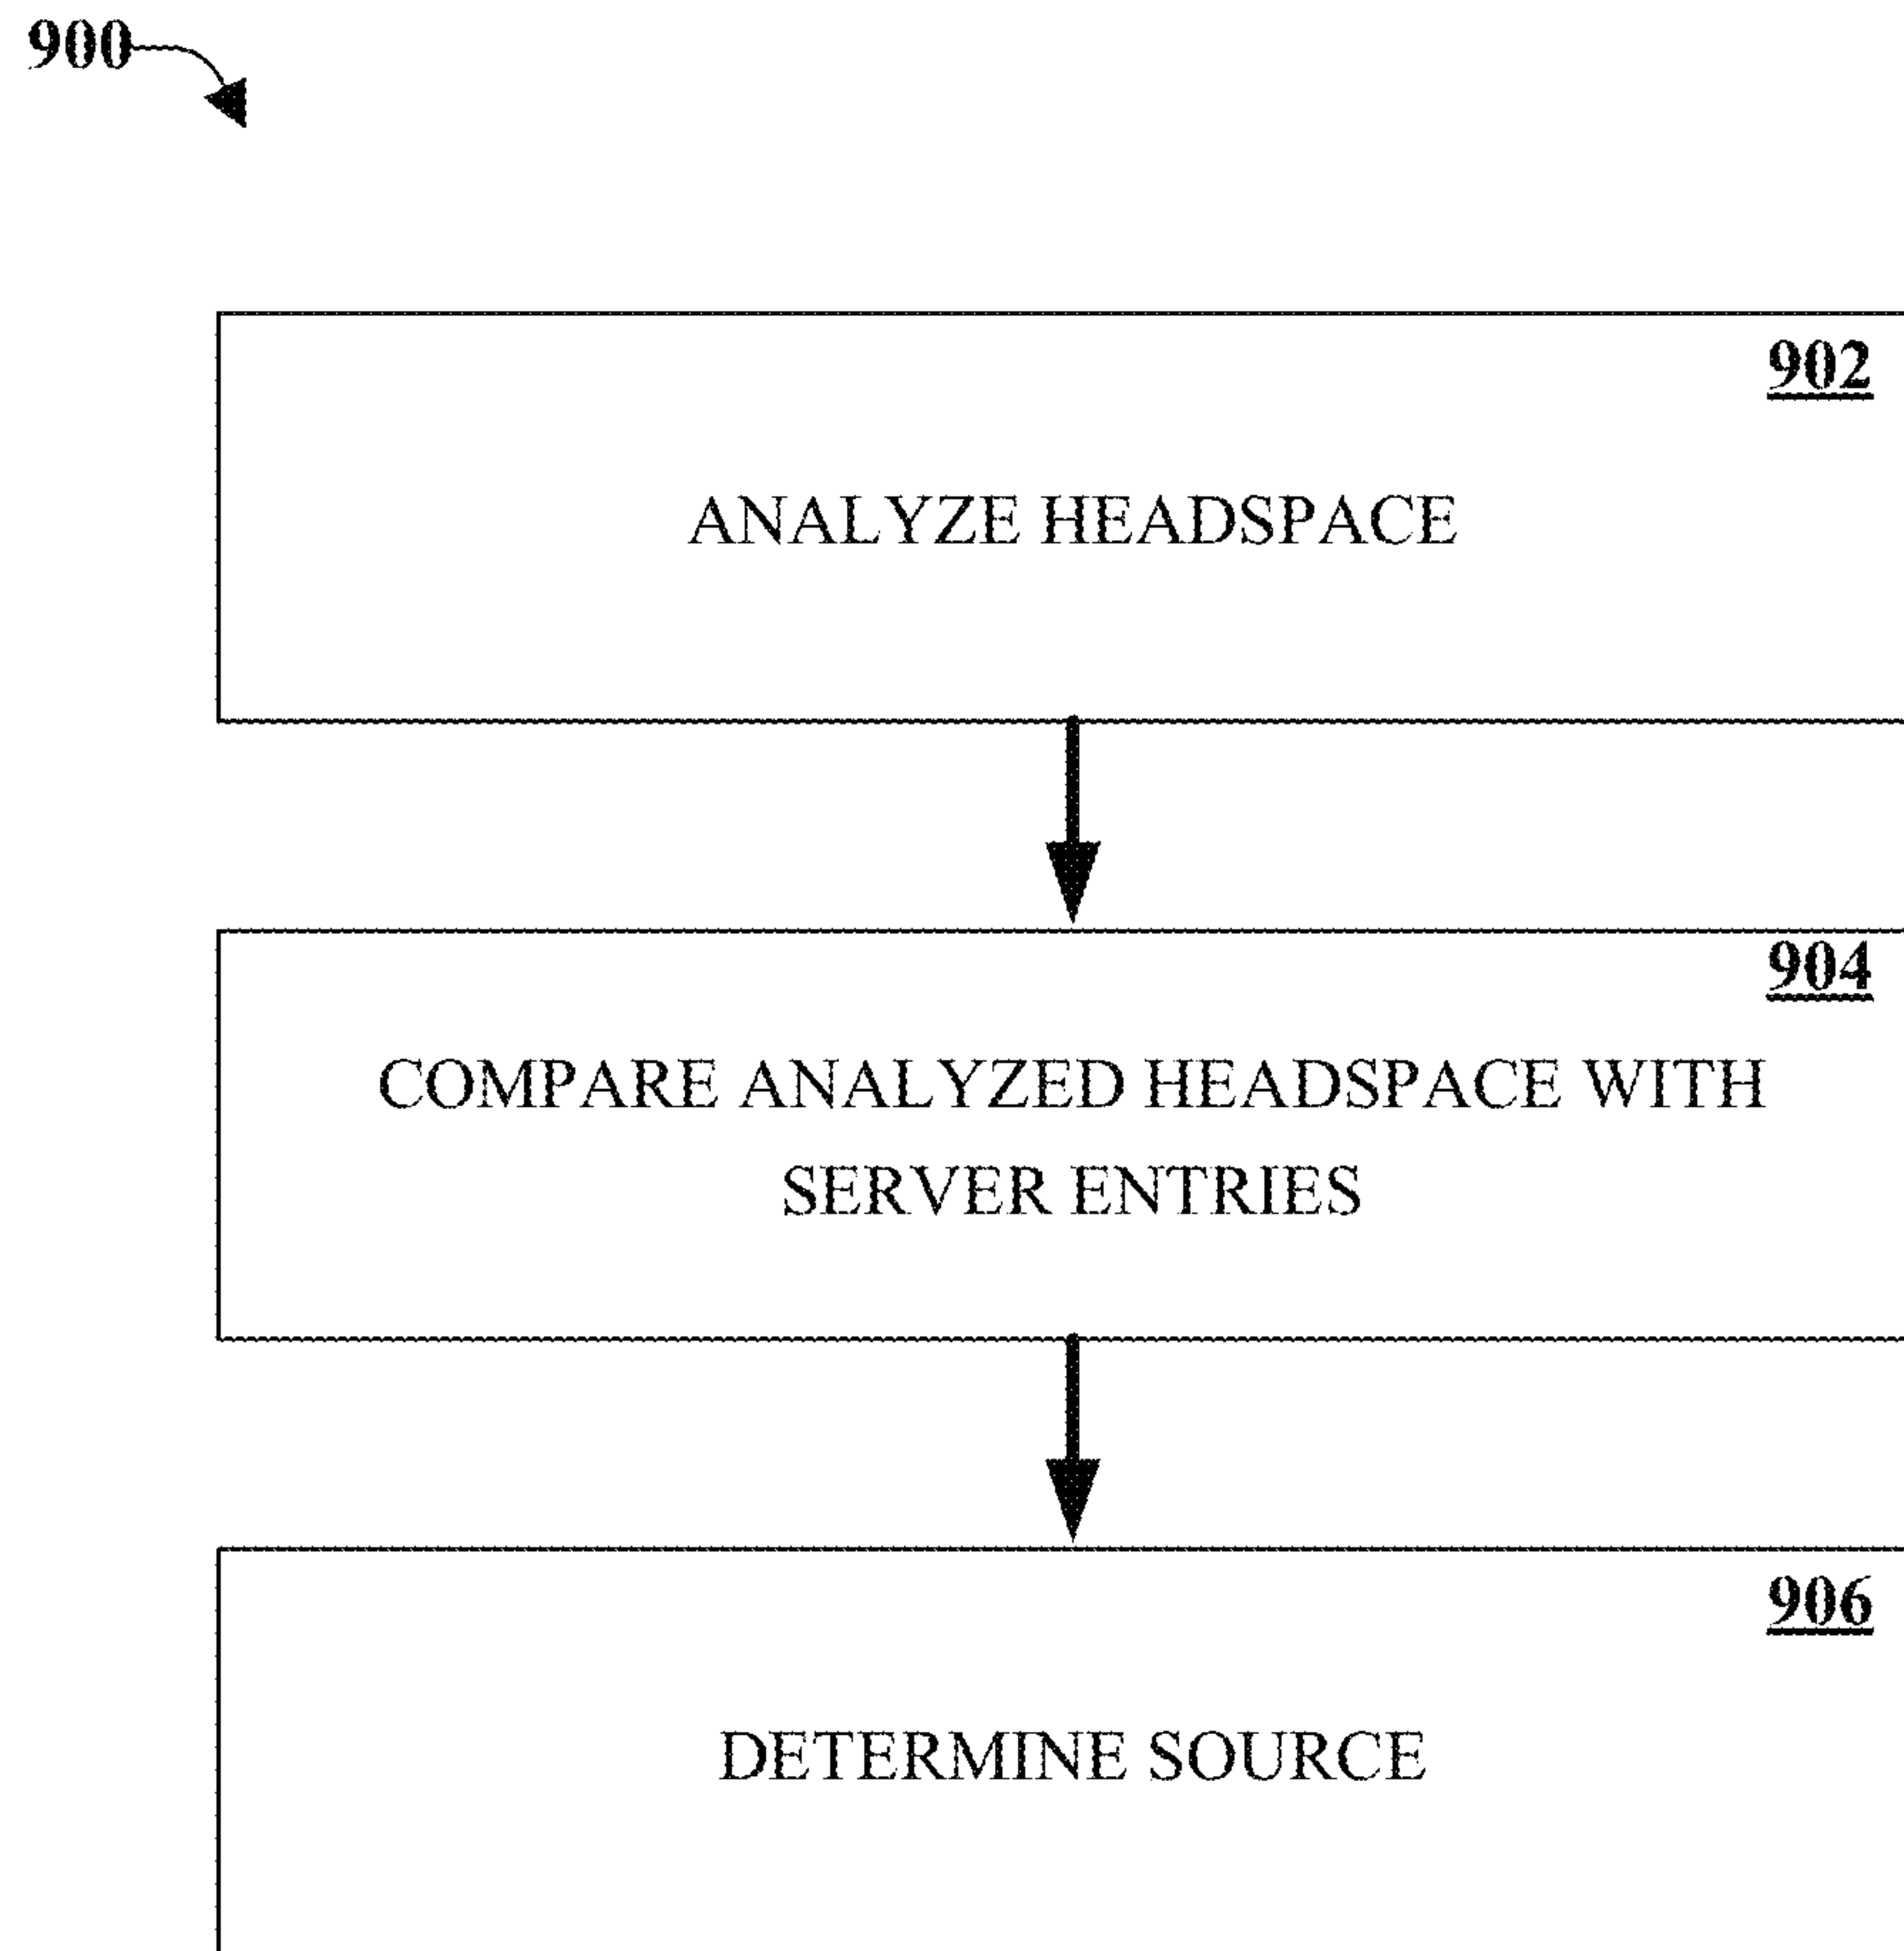 900
902
ANALYZE HEADSPACE
904
COMPARE ANALYZED HEADSPACE WITH
SERVER ENTRIES
906
DETERMINE SOURCE